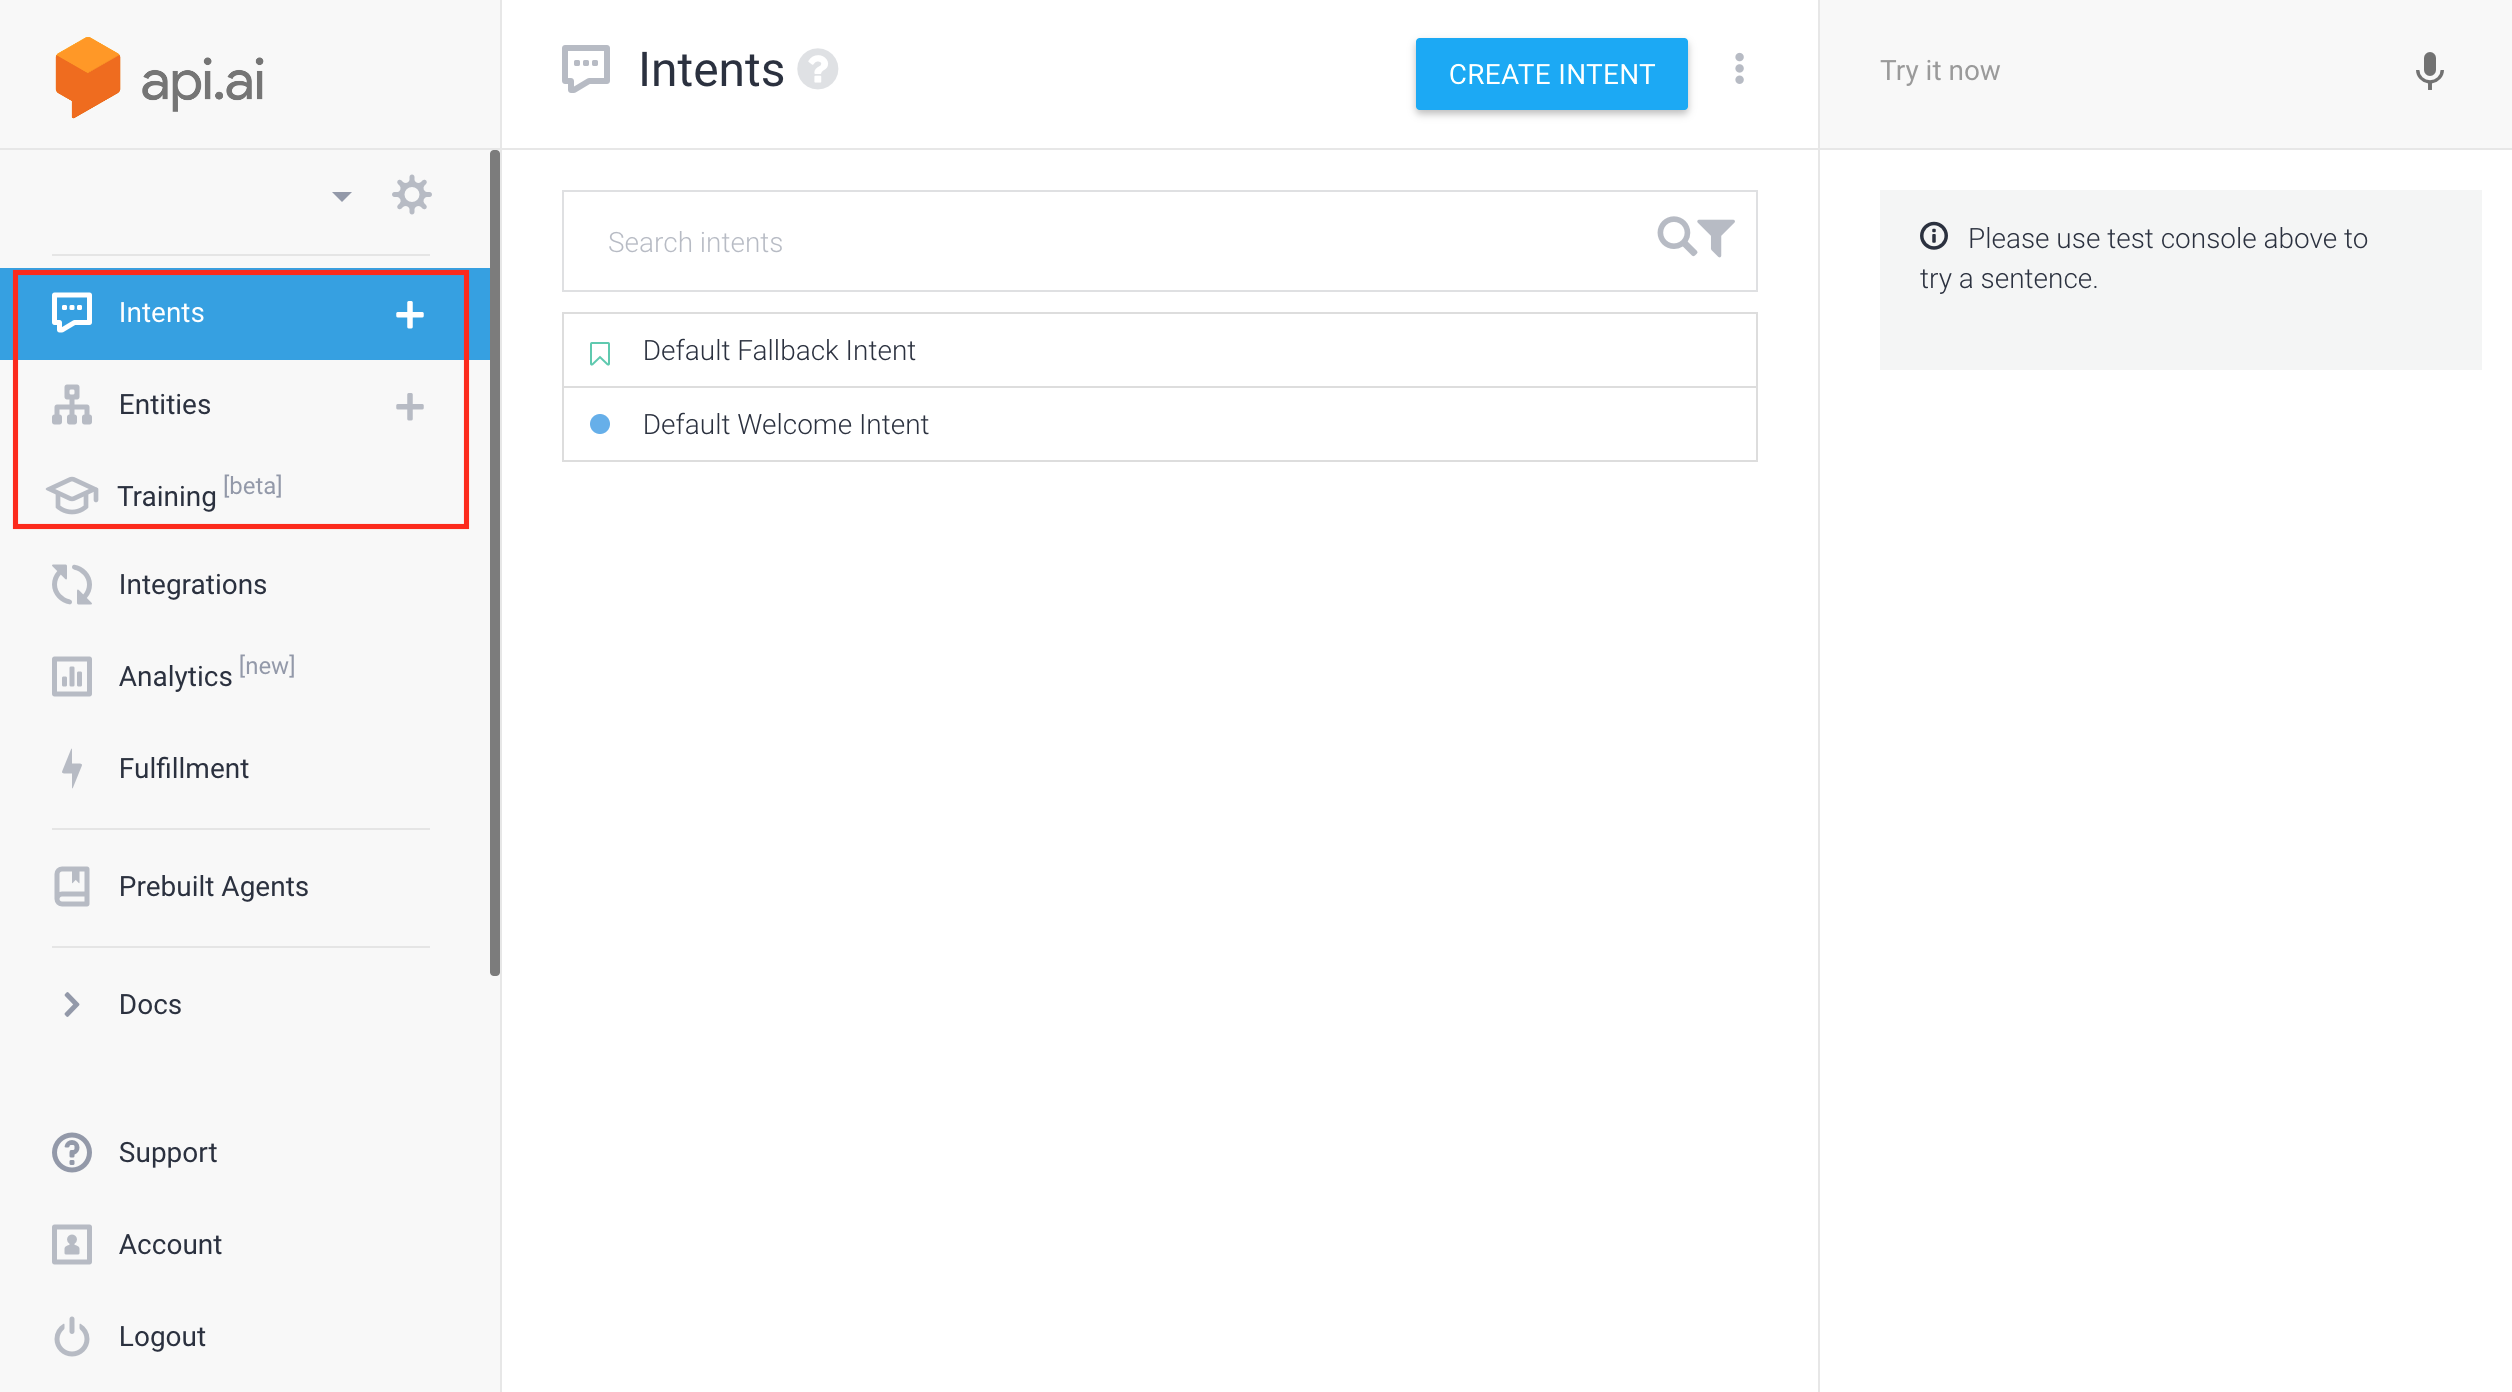 api.ai
Intents
Entities
Training [beta]
Integrations
Analytics [new]
Fulfillment
Prebuilt Agents
Docs
Support
Account
Logout
Intents ?
CREATE INTENT
Search intents
Default Fallback Intent
Default Welcome Intent
Try it now
Please use test console above to
try a sentence.